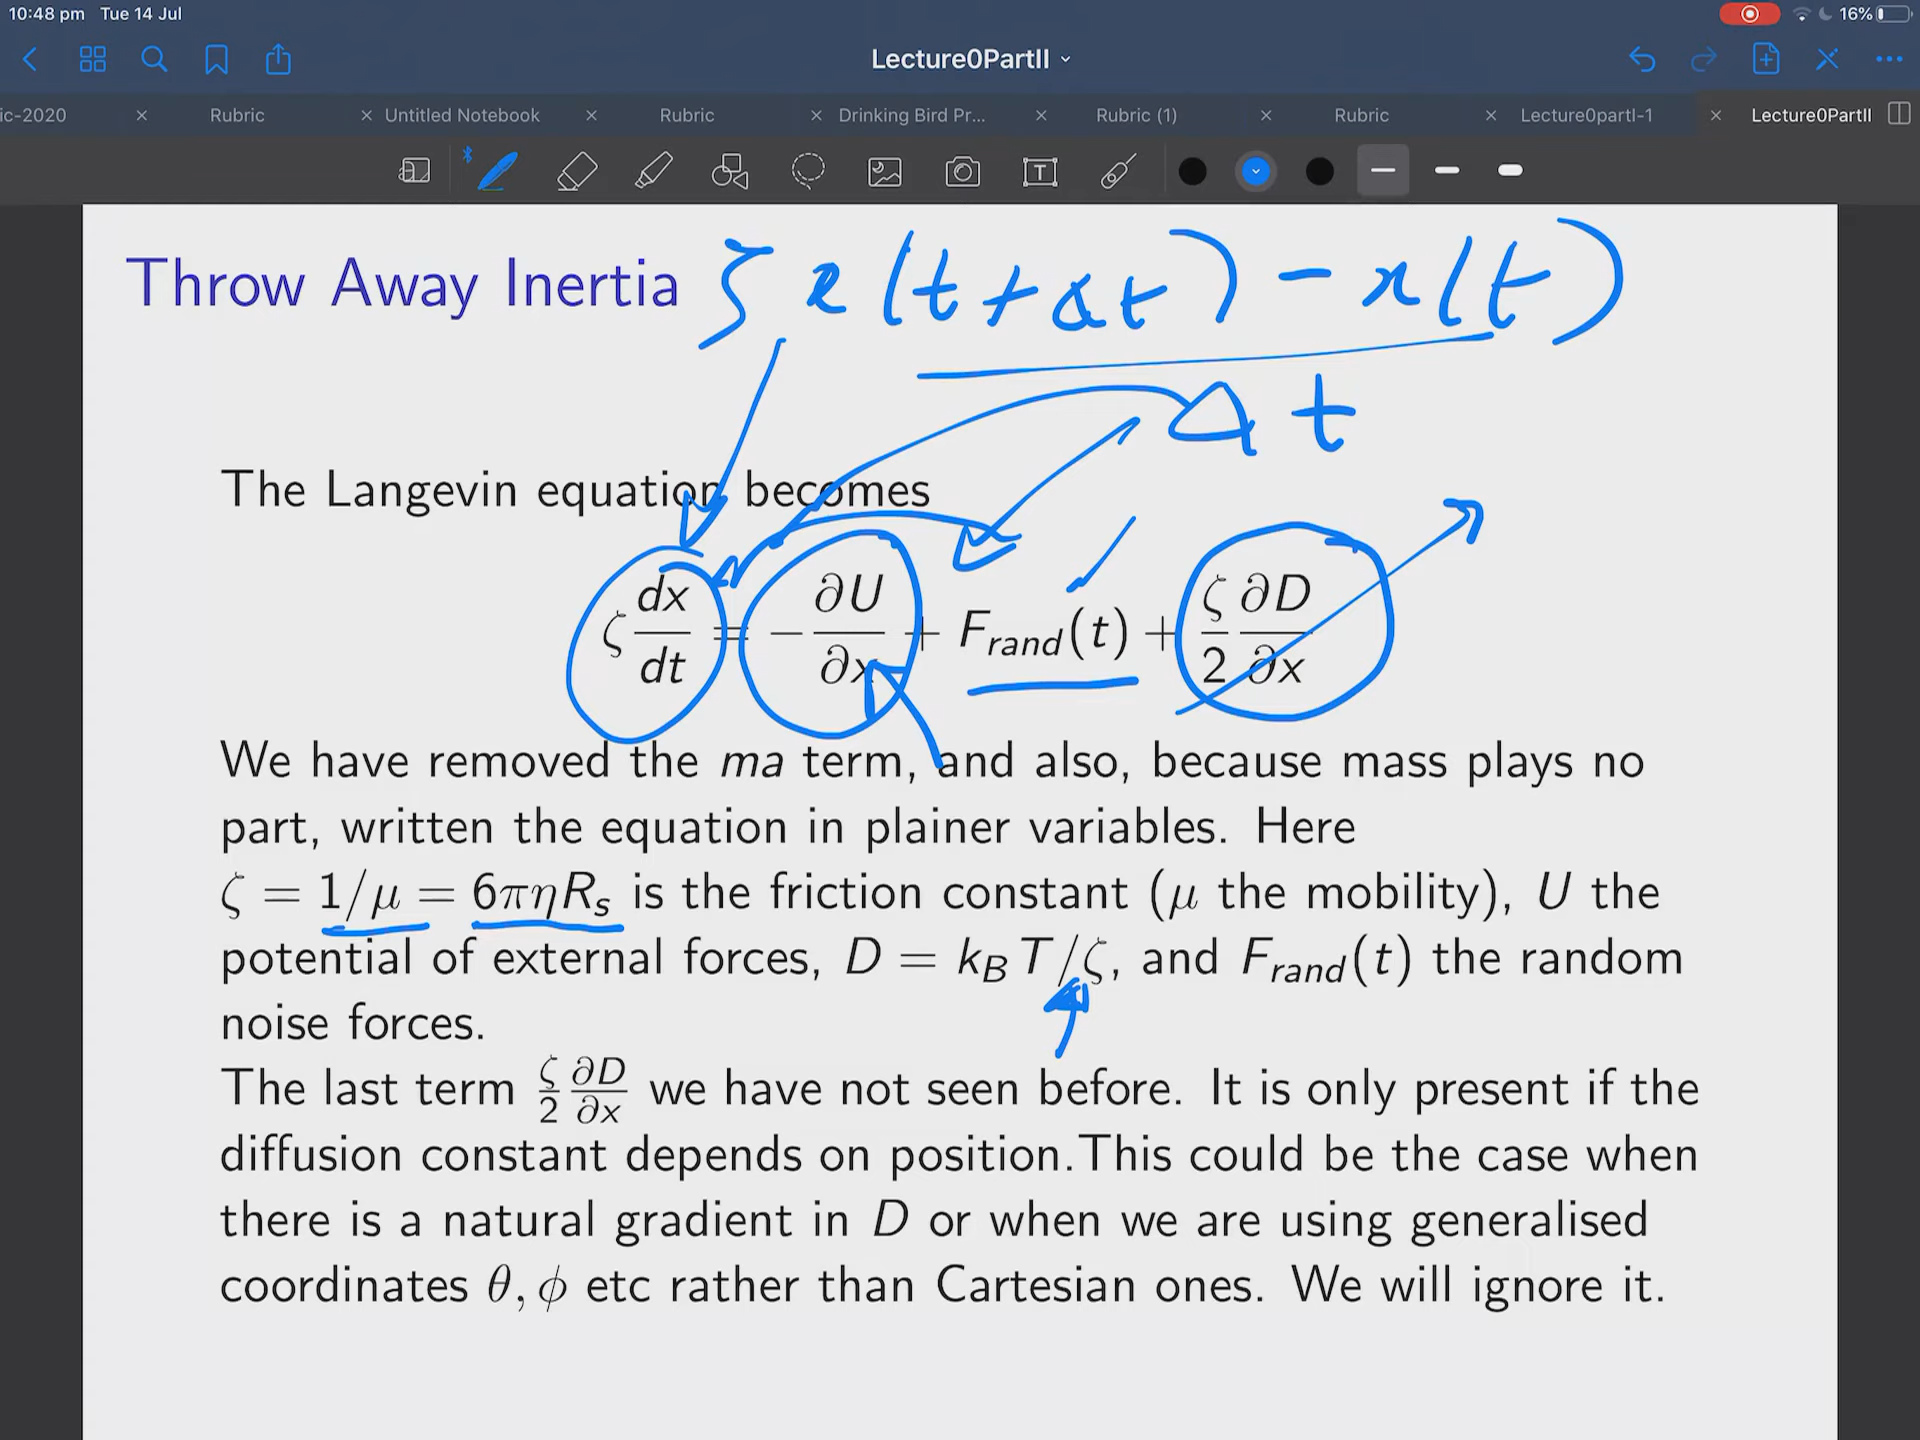 10:48 pm Tue 14 Jul 16%
Lecture0PartII
ic-2020 Rubric Untitled Notebook Rubric Drinking Bird Pr... Rubric (1) Rubric Lecture0partI-1 Lecture0PartII
Throw Away Inertia ζ x(t+Δt) - x(t)
Δt
The Langevin equation becomes
ζ dx/dt = − ∂U/∂x + F_rand(t) + ζ/2 ∂D/∂x
We have removed the ma term, and also, because mass plays no
part, written the equation in plainer variables. Here
ζ = 1/μ = 6πηR_s is the friction constant (μ the mobility), U the
potential of external forces, D = k_B T/ζ, and F_rand(t) the random
noise forces.
The last term ζ/2 ∂D/∂x we have not seen before. It is only present if the
diffusion constant depends on position.This could be the case when
there is a natural gradient in D or when we are using generalised
coordinates θ, ϕ etc rather than Cartesian ones. We will ignore it.